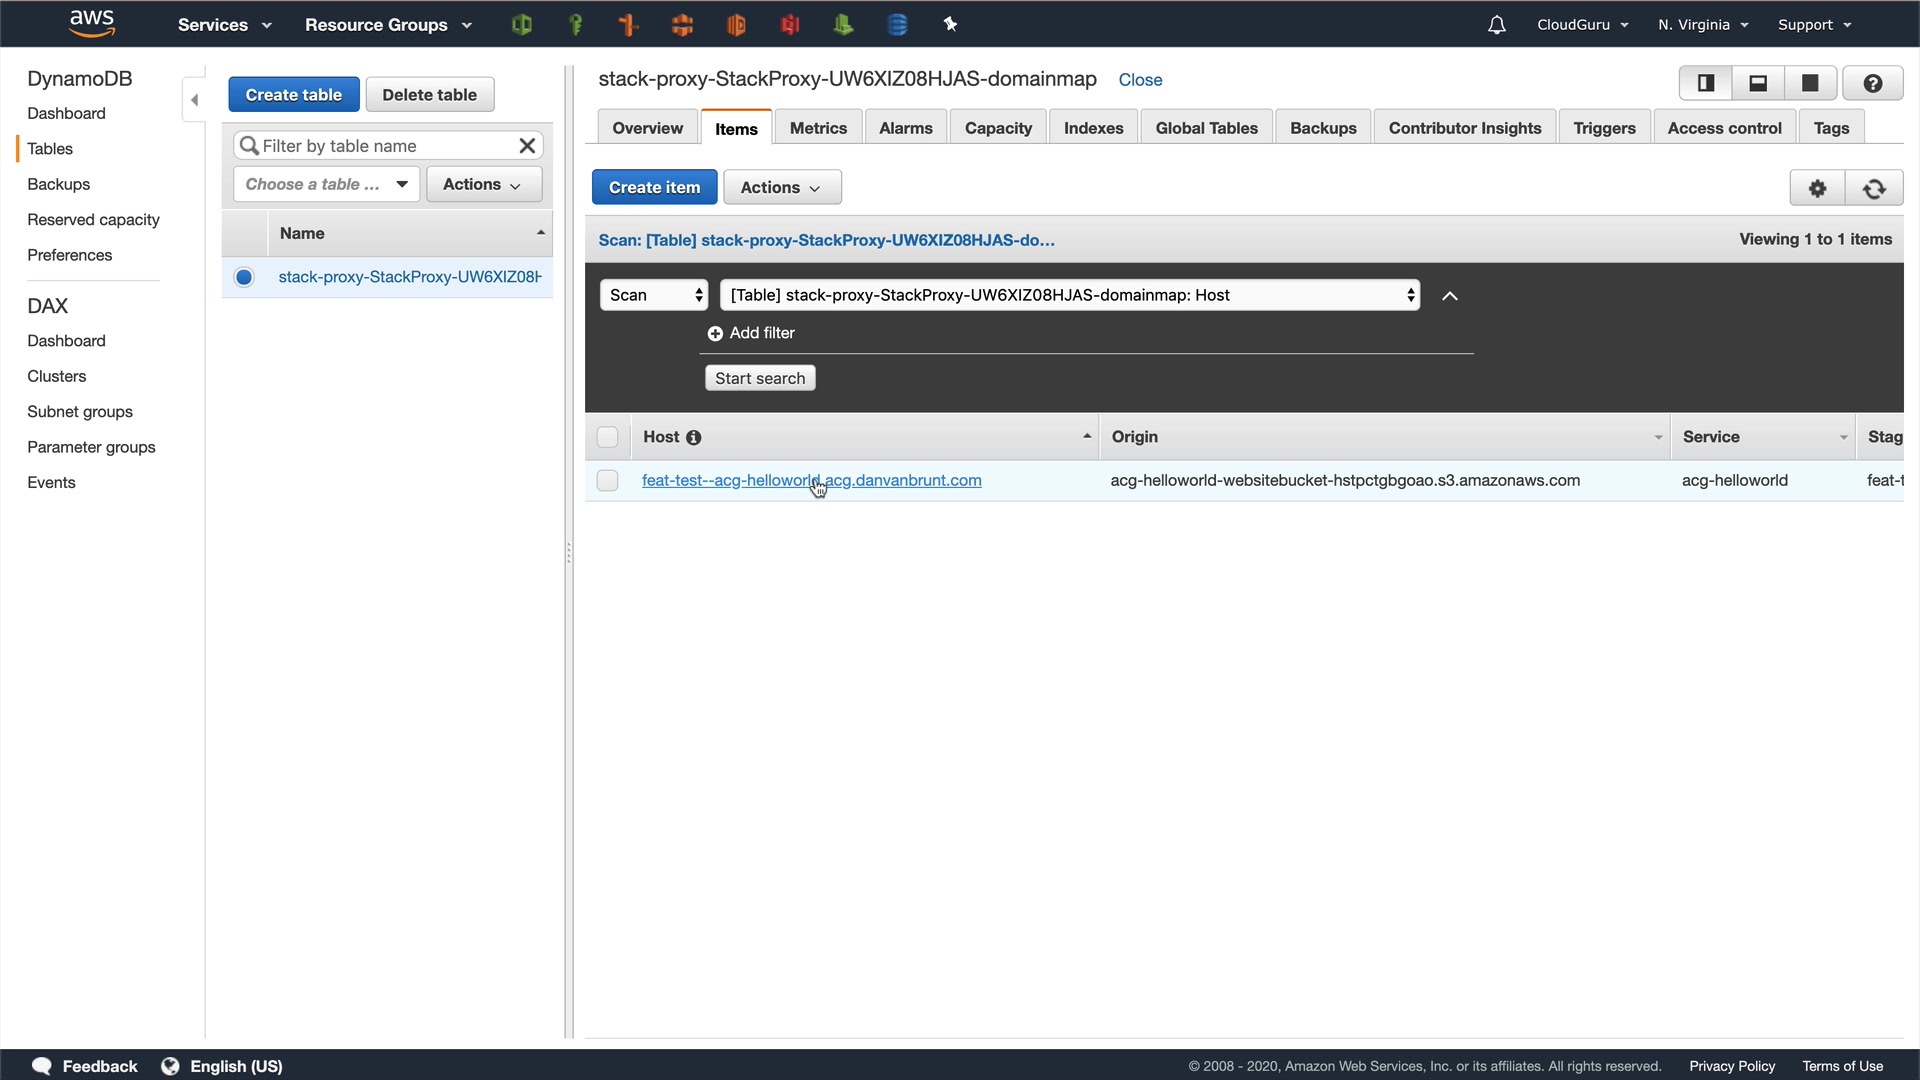 aws Services Resource Groups CloudGuru N. Virginia Support
DynamoDB
Dashboard
Tables
Backups
Reserved capacity
Preferences
DAX
Dashboard
Clusters
Subnet groups
Parameter groups
Events
Create table Delete table
Filter by table name
Choose a table ... Actions
Name
stack-proxy-StackProxy-UW6XIZ08H
stack-proxy-StackProxy-UW6XIZ08HJAS-domainmap Close
Overview Items Metrics Alarms Capacity Indexes Global Tables Backups Contributor Insights Triggers Access control Tags
Create item Actions
Scan: [Table] stack-proxy-StackProxy-UW6XIZ08HJAS-do... Viewing 1 to 1 items
Scan [Table] stack-proxy-StackProxy-UW6XIZ08HJAS-domainmap: Host
Add filter
Start search
Host Origin Service Stag
feat-test--acg-helloworld.acg.danvanbrunt.com acg-helloworld-websitebucket-hstpctgbgoao.s3.amazonaws.com acg-helloworld feat-t
Feedback English (US) © 2008 - 2020, Amazon Web Services, Inc. or its affiliates. All rights reserved. Privacy Policy Terms of Use